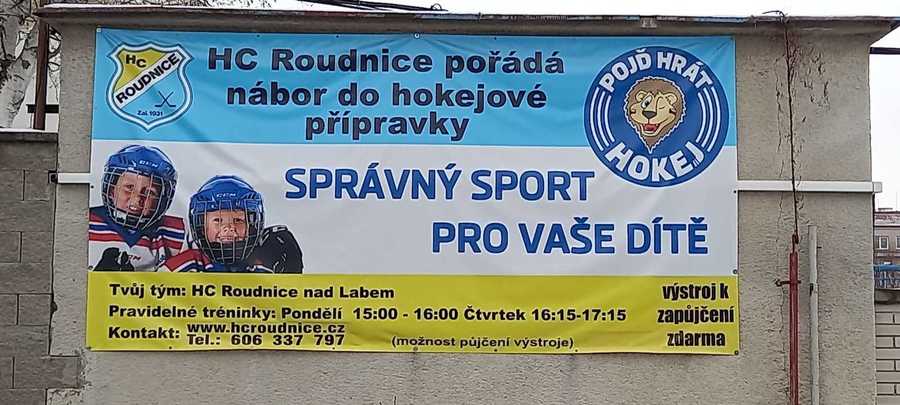 HC
ROUDNICE
Zal. 1931
HC Roudnice pořádá
nábor do hokejové
přípravky
POJĎ HRÁT
HOKEJ
SPRÁVNÝ SPORT
PRO VAŠE DÍTĚ
Tvůj tým: HC Roudnice nad Labem
Pravidelné tréninky: Pondělí 15:00 - 16:00 Čtvrtek 16:15-17:15
Kontakt: www.hcroudnice.cz
Tel.: 606 337 797
(možnost půjčení výstroje)
výstroj k
zapůjčení
zdarma